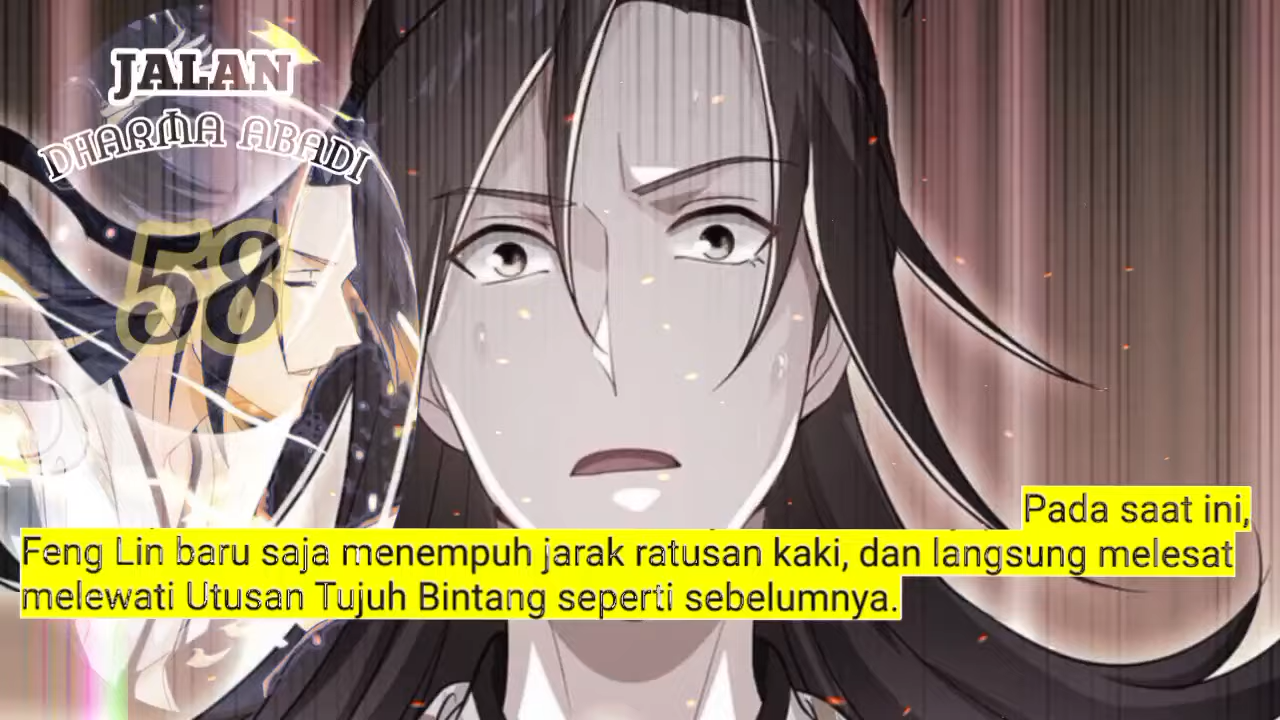 JALAN
DHARMA ABADI
58
Pada saat ini,
Feng Lin baru saja menempuh jarak ratusan kaki, dan langsung melesat
melewati Utusan Tujuh Bintang seperti sebelumnya.